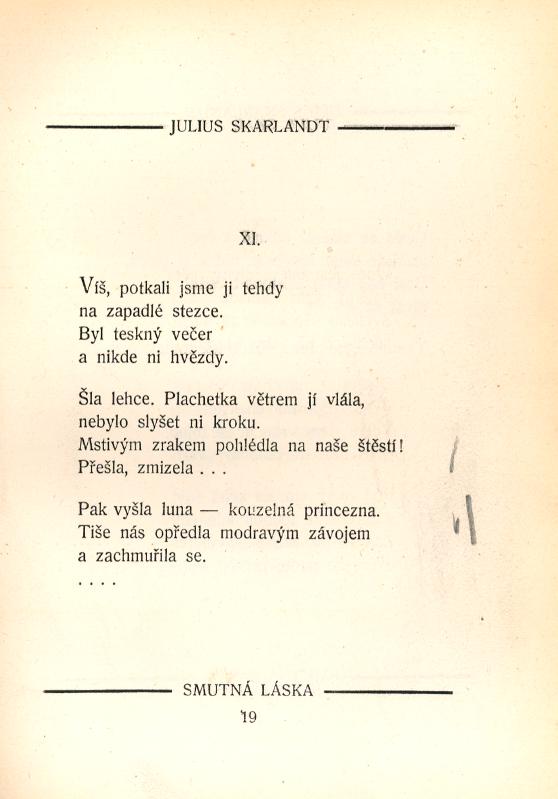 JULIUS SKARLANDT
XI.
Víš, potkali jsme ji tehdy
na zapadlé stezce.
Byl teskný večer
a nikde ni hvězdy.
Šla lehce. Plachetka větrem jí vlála,
nebylo slyšet ni kroku.
Mstivým zrakem pohlédla na naše štěstí!
Přešla, zmizela . . .
Pak vyšla luna — kouzelná princezna.
Tiše nás opředla modravým závojem
a zachmuřila se.
. . . .
SMUTNÁ LÁSKA
19